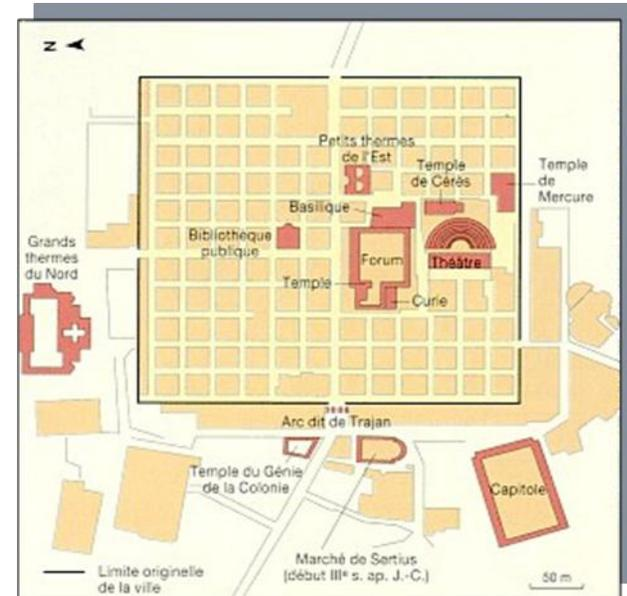 N
Petits thermes
de l'Est
Temple
de Cérès
Temple
de
Mercure
Basilique
Bibliothèque
publique
Grands
thermes
du Nord
Forum
Théâtre
Temple
Curie
Arc dit de Trajan
Temple du Génie
de la Colonie
Capitole
Marché de Sertius
(début IIIe s. ap. J.-C.)
Limite originelle
de la ville
50 m